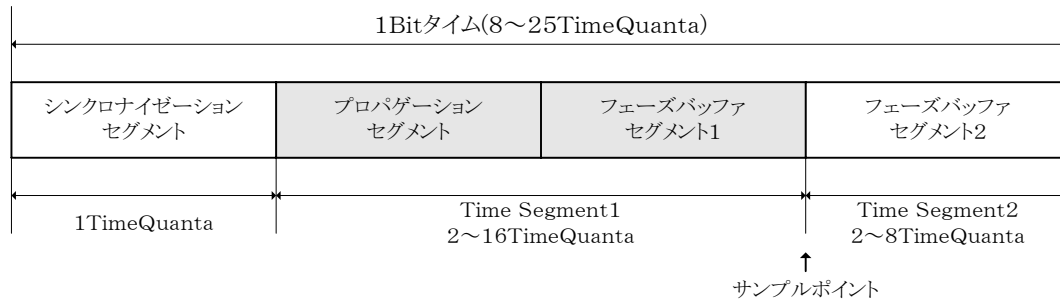 1Bitタイム(8～25TimeQuanta)
シンクロナイゼーション
セグメント
プロパゲーション
セグメント
フェーズバッファ
セグメント1
フェーズバッファ
セグメント2
1TimeQuanta
Time Segment1
2～16TimeQuanta
Time Segment2
2～8TimeQuanta
サンプルポイント